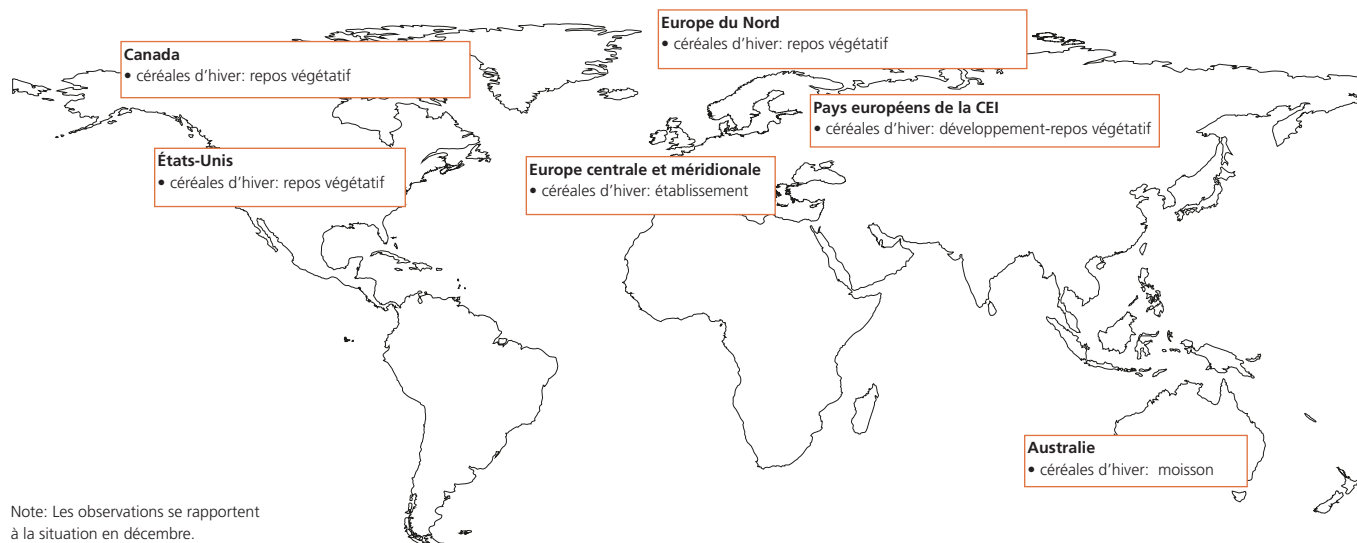 Europe du Nord
• céréales d'hiver: repos végétatif
Canada
• céréales d'hiver: repos végétatif
Pays européens de la CEI
• céréales d'hiver: développement-repos végétatif
États-Unis
• céréales d'hiver: repos végétatif
Europe centrale et méridionale
• céréales d'hiver: établissement
Australie
• céréales d'hiver:  moisson
Note: Les observations se rapportent
à la situation en décembre.